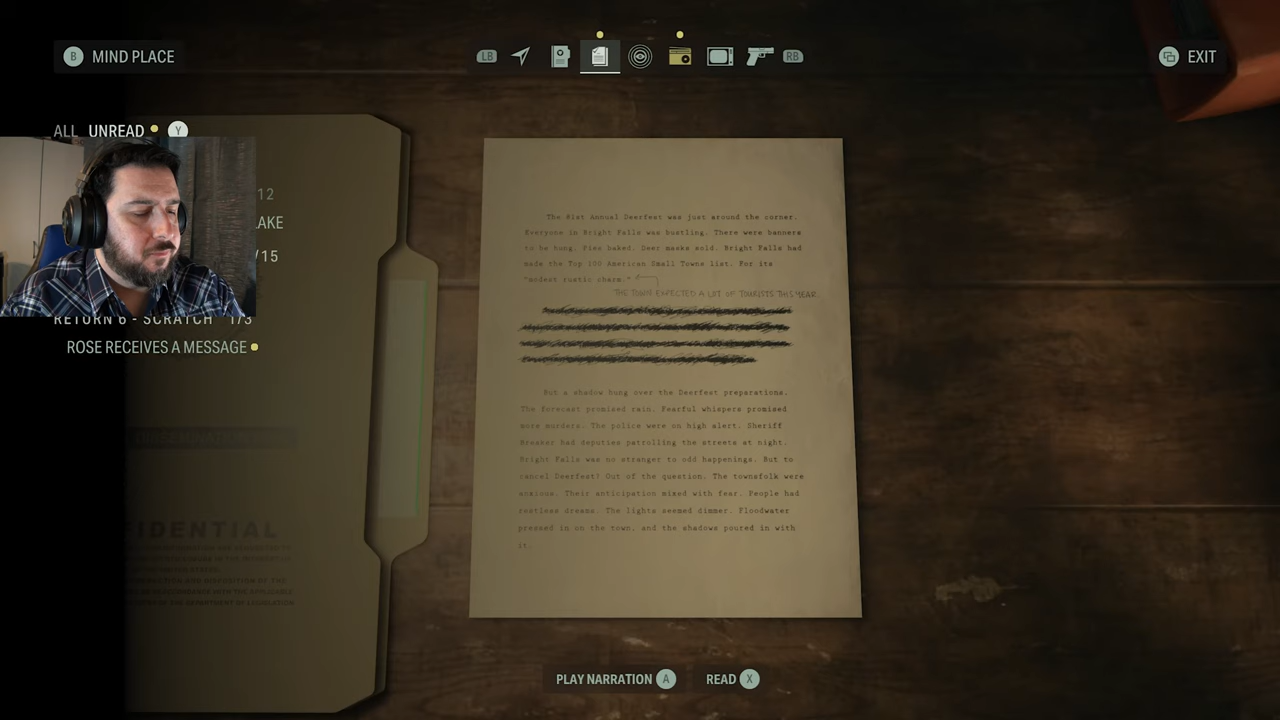 B MIND PLACE
LB
RB
EXIT
ALL UNREAD Y
12
AKE
/15
RETURN 6 - SCRATCH 1/3
ROSE RECEIVES A MESSAGE
FIDENTIAL
The 81st Annual Deerfest was just around the corner.
Everyone in Bright Falls was bustling. There were banners
to be hung. Pies baked. Deer masks sold. Bright Falls had
made the Top 100 American Small Towns list. For its
"modest rustic charm."
THE TOWN EXPECTED A LOT OF TOURISTS THIS YEAR.
But a shadow hung over the Deerfest preparations.
The forecast promised rain. Fearful whispers promised
more murders. The police were on high alert. Sheriff
Breaker had deputies patrolling the streets at night.
Bright Falls was no stranger to odd happenings. But to
cancel Deerfest? Out of the question. The townsfolk were
anxious. Their anticipation mixed with fear. People had
restless dreams. The lights seemed dimmer. Floodwater
pressed in on the town, and the shadows poured in with
it.
PLAY NARRATION A
READ X